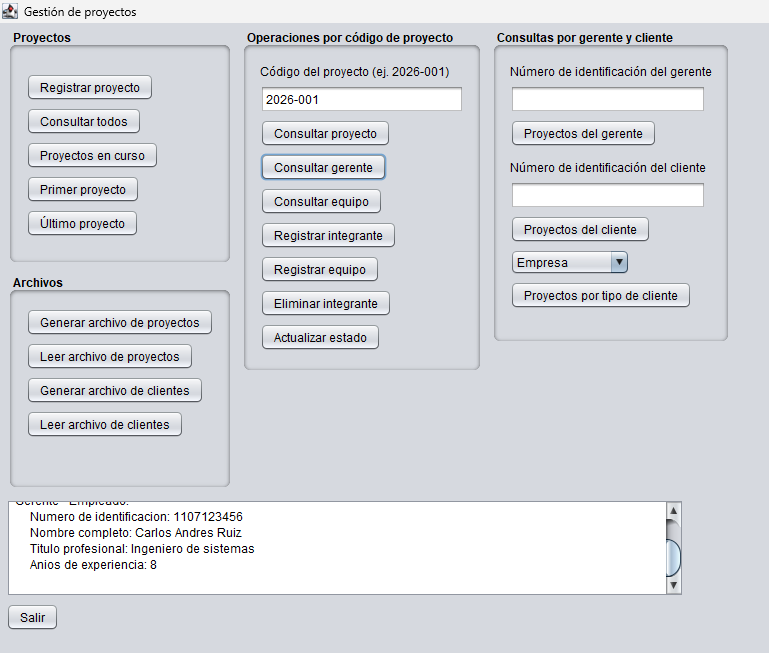 Gestión de proyectos
Proyectos
Registrar proyecto
Consultar todos
Proyectos en curso
Primer proyecto
Último proyecto
Archivos
Generar archivo de proyectos
Leer archivo de proyectos
Generar archivo de clientes
Leer archivo de clientes
Operaciones por código de proyecto
Código del proyecto (ej. 2026-001)
2026-001
Consultar proyecto
Consultar gerente
Consultar equipo
Registrar integrante
Registrar equipo
Eliminar integrante
Actualizar estado
Consultas por gerente y cliente
Número de identificación del gerente
Proyectos del gerente
Número de identificación del cliente
Proyectos del cliente
Empresa
Proyectos por tipo de cliente
Gerente - Empleado:
Numero de identificacion: 1107123456
Nombre completo: Carlos Andres Ruiz
Titulo profesional: Ingeniero de sistemas
Anios de experiencia: 8
Salir